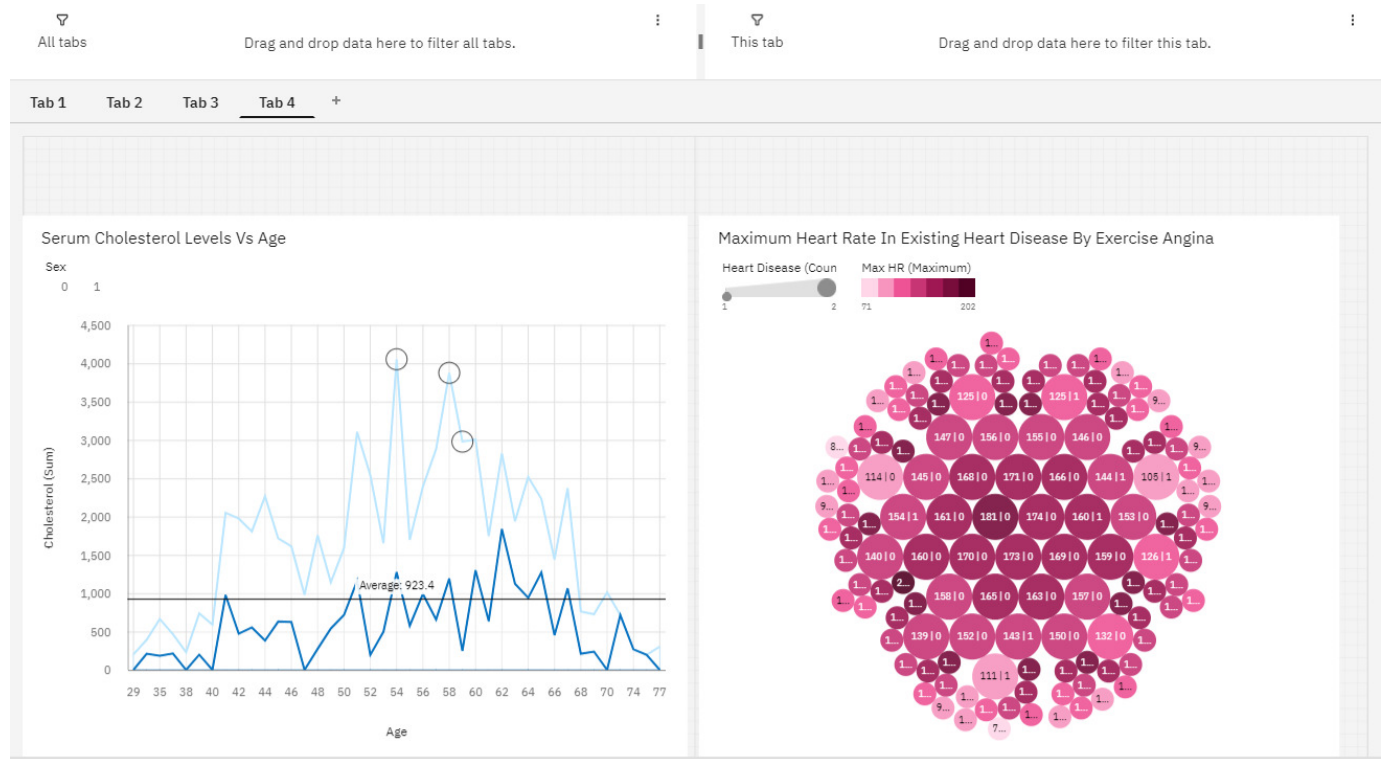 All tabs
Drag and drop data here to filter all tabs.
This tab
Drag and drop data here to filter this tab.
Tab 1 Tab 2 Tab 3 Tab 4 +
Serum Cholesterol Levels Vs Age
Sex
0 1
Cholesterol (Sum)
4,500
4,000
3,500
3,000
2,500
2,000
1,500
1,000
500
0
Average: 923.4
29 35 38 40 42 44 46 48 50 52 54 56 58 60 62 64 66 68 70 74 77
Age
Maximum Heart Rate In Existing Heart Disease By Exercise Angina
Heart Disease (Coun
1 2
Max HR (Maximum)
71 202
125|0 125|1
147|0 156|0 155|0 146|0
114|0 145|0 168|0 171|0 166|0 144|1 105|1
154|1 161|0 181|0 174|0 160|1 153|0
140|0 160|0 170|0 173|0 169|0 159|0 126|1
158|0 165|0 163|0 157|0
139|0 152|0 143|1 150|0 132|0
111|1